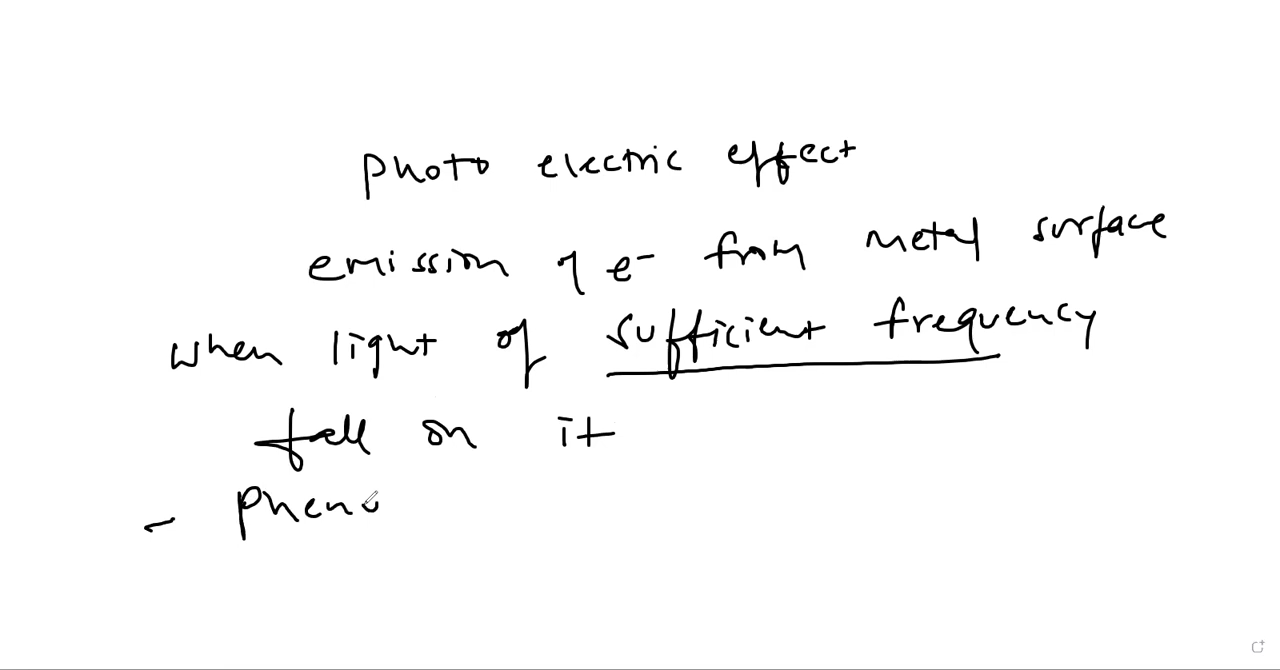 photo electric effect
emission of e- from metal surface
when light of sufficient frequency
fall on it
- Pheno